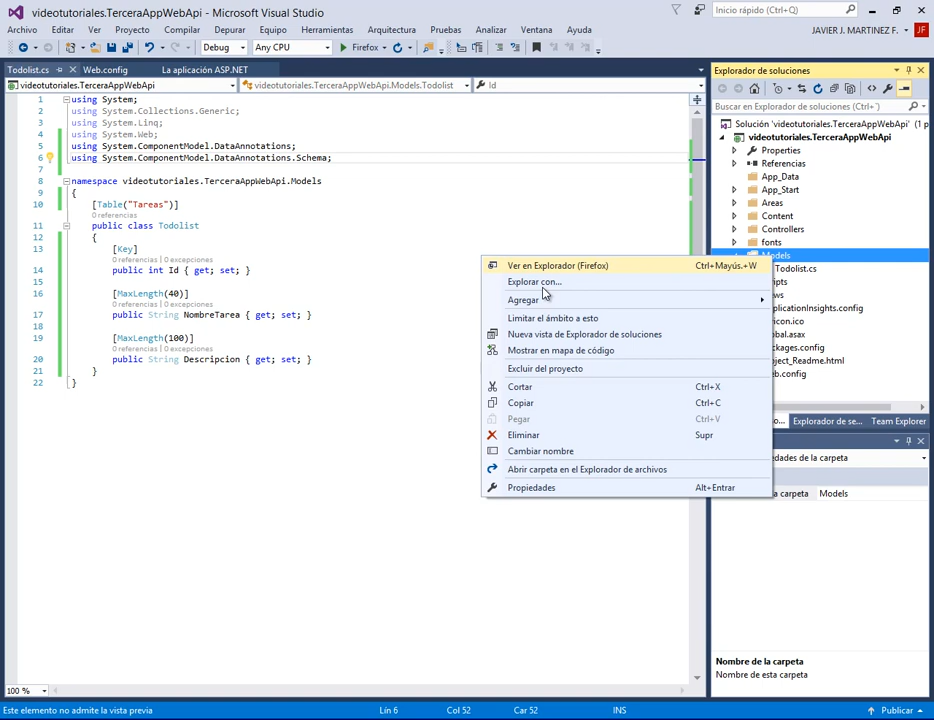 videotutoriales.TerceraAppWebApi - Microsoft Visual Studio
Inicio rápido (Ctrl+Q)
Archivo Editar Ver Proyecto Compilar Depurar Equipo Herramientas Arquitectura Pruebas Analizar Ventana Ayuda
JAVIER J. MARTINEZ F. JF
Debug Any CPU Firefox
Todolist.cs Web.config La aplicación ASP.NET
videotutoriales.TerceraAppWebApi videotutoriales.TerceraAppWebApi.Models.Todolist Id
1 using System;
2 using System.Collections.Generic;
3 using System.Linq;
4 using System.Web;
5 using System.ComponentModel.DataAnnotations;
6 using System.ComponentModel.DataAnnotations.Schema;
7
8 namespace videotutoriales.TerceraAppWebApi.Models
9 {
10 [Table("Tareas")]
0 referencias
11 public class Todolist
12 {
13 [Key]
0 referencias | 0 excepciones
14 public int Id { get; set; }
15
16 [MaxLength(40)]
0 referencias | 0 excepciones
17 public String NombreTarea { get; set; }
18
19 [MaxLength(100)]
0 referencias | 0 excepciones
20 public String Descripcion { get; set; }
21 }
22 }
Ver en Explorador (Firefox) Ctrl+Mayús.+W
Explorar con...
Agregar
Limitar el ámbito a esto
Nueva vista de Explorador de soluciones
Mostrar en mapa de código
Excluir del proyecto
Cortar Ctrl+X
Copiar Ctrl+C
Pegar Ctrl+V
Eliminar Supr
Cambiar nombre
Abrir carpeta en el Explorador de archivos
Propiedades Alt+Entrar
Explorador de soluciones
Buscar en Explorador de soluciones (Ctrl+´)
Solución 'videotutoriales.TerceraAppWebApi' (1 p
videotutoriales.TerceraAppWebApi
Properties
Referencias
App_Data
App_Start
Areas
Content
Controllers
fonts
Models
Todolist.cs
ipts
ws
plicationInsights.config
icon.ico
obal.asax
ckages.config
oject_Readme.html
eb.config
o... Explorador de se... Team Explorer
edades de la carpeta
a carpeta Models
Nombre de la carpeta
Nombre de esta carpeta
100 %
Este elemento no admite la vista previa Lín 6 Col 52 Car 52 INS Publicar